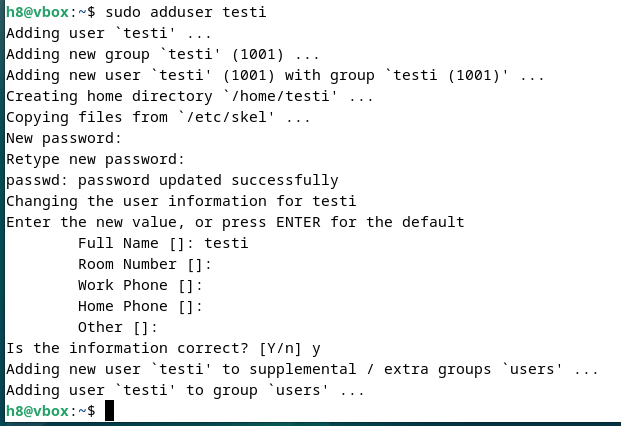 h8@vbox:~$ sudo adduser testi
Adding user `testi' ...
Adding new group `testi' (1001) ...
Adding new user `testi' (1001) with group `testi (1001)' ...
Creating home directory `/home/testi' ...
Copying files from `/etc/skel' ...
New password:
Retype new password:
passwd: password updated successfully
Changing the user information for testi
Enter the new value, or press ENTER for the default
        Full Name []: testi
        Room Number []:
        Work Phone []:
        Home Phone []:
        Other []:
Is the information correct? [Y/n] y
Adding new user `testi' to supplemental / extra groups `users' ...
Adding user `testi' to group `users' ...
h8@vbox:~$